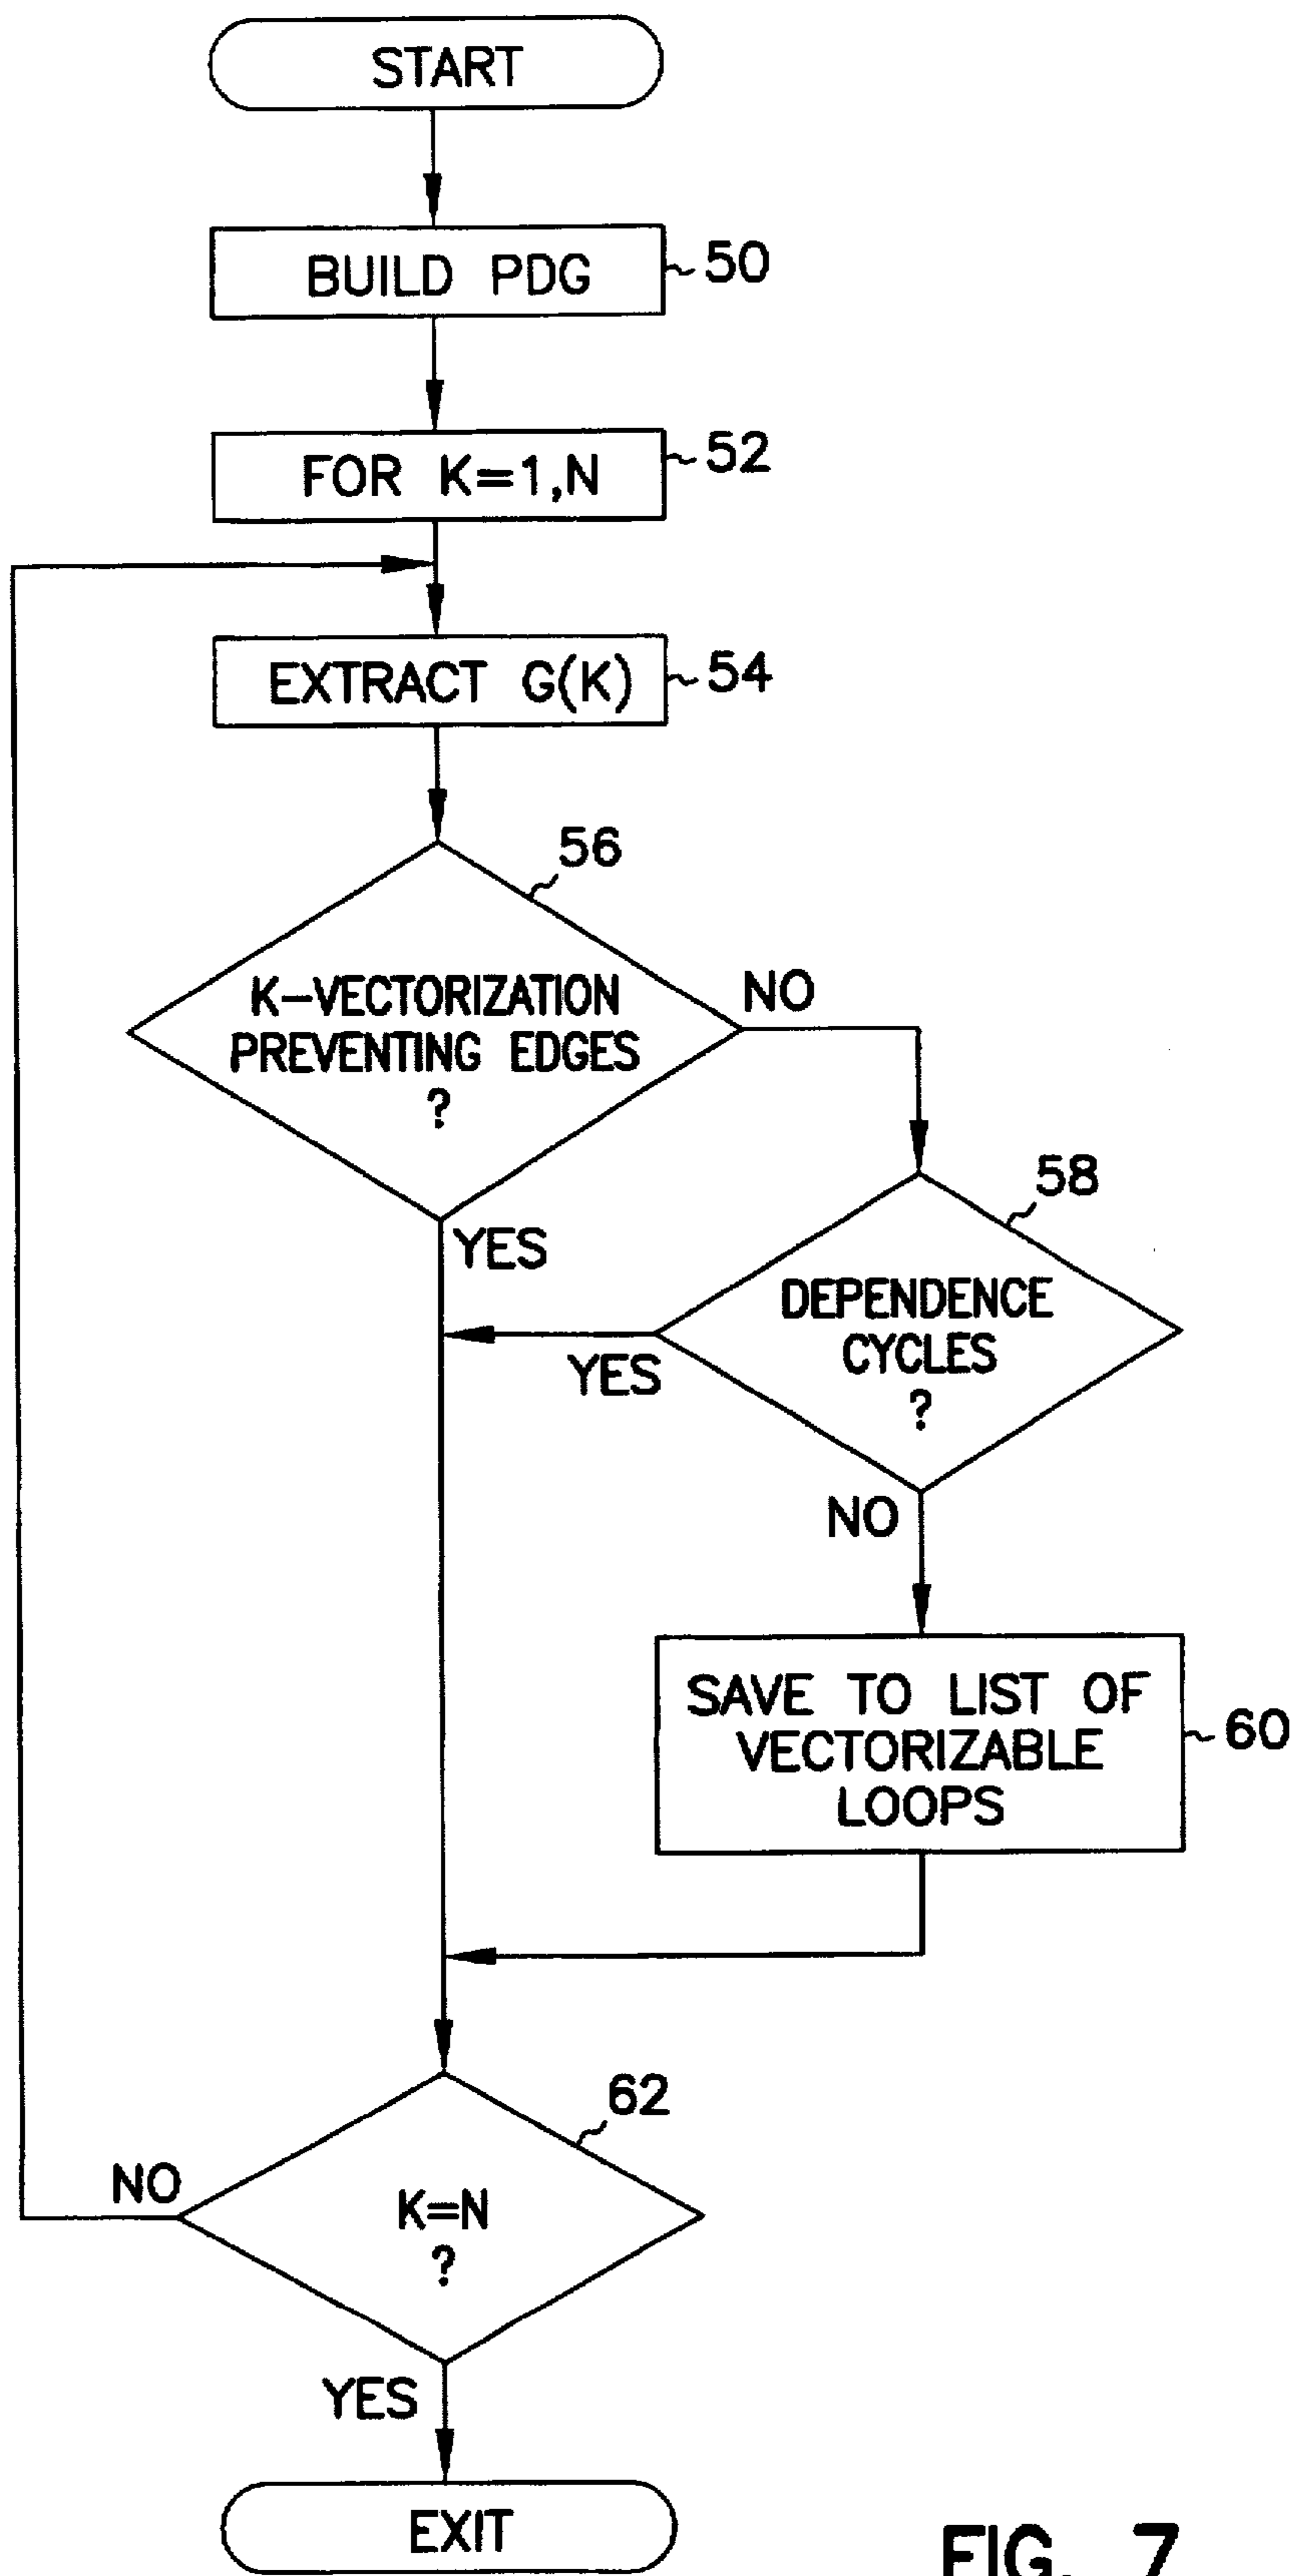 START
BUILD PDG
50
FOR K=1,N
52
EXTRACT G(K)
54
56
K-VECTORIZATION
PREVENTING EDGES
?
NO
YES
58
DEPENDENCE
CYCLES
?
YES
NO
SAVE TO LIST OF
VECTORIZABLE
LOOPS
60
62
K=N
?
NO
YES
EXIT
FIG. 7